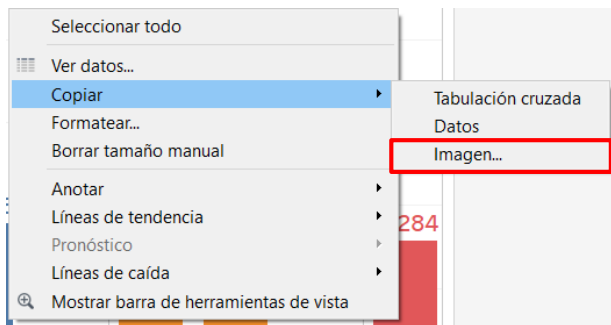 Seleccionar todo
Ver datos...
Copiar
Tabulación cruzada
Formatear...
Datos
Borrar tamaño manual
Imagen...
Anotar
Líneas de tendencia
284
Pronóstico
Líneas de caída
Mostrar barra de herramientas de vista